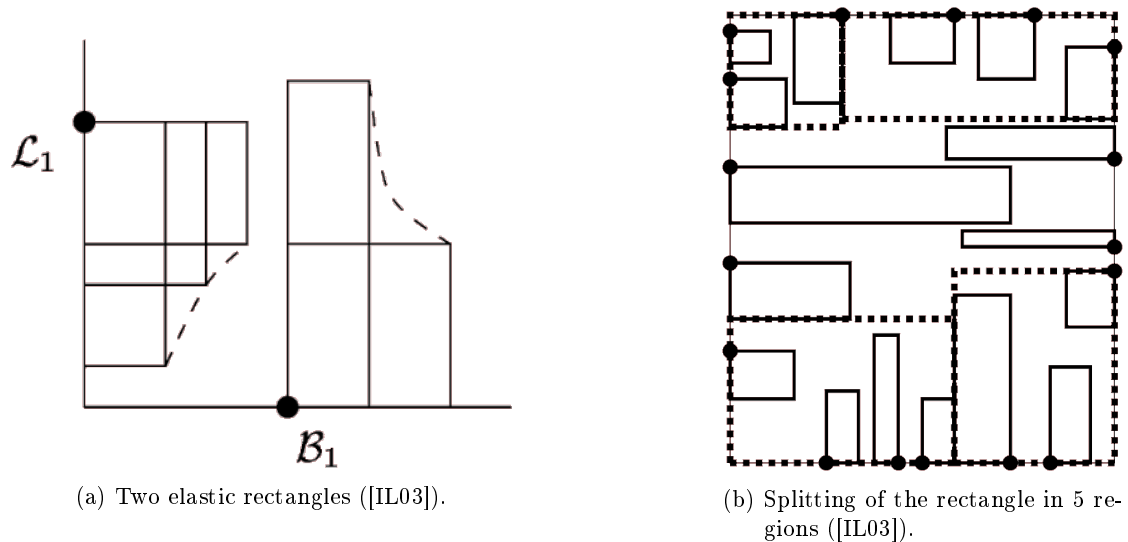 ℒ₁
ℬ₁
(a) Two elastic rectangles ([IL03]).
(b) Splitting of the rectangle in 5 re-
gions ([IL03]).